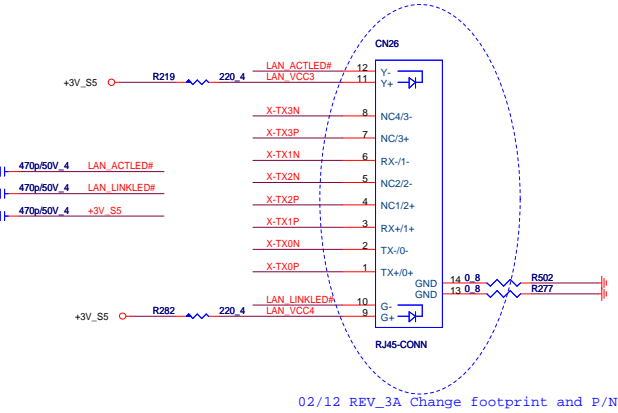 CN26
LAN_ACTLED# 12 Y-
+3V_S5 R219 220_4 LAN_VCC3 11 Y+
X-TX3N 8 NC4/3-
X-TX3P 7 NC/3+
X-TX1N 6 RX-/1-
470p/50V_4 LAN_ACTLED#
X-TX2N 5 NC2/2-
470p/50V_4 LAN_LINKLED#
X-TX2P 4 NC1/2+
470p/50V_4 +3V_S5
X-TX1P 3 RX+/1+
X-TX0N 2 TX-/0-
X-TX0P 1 TX+/0+
GND 14 0_8 R502
GND 13 0_8 R277
LAN_LINKLED# 10 G-
+3V_S5 R282 220_4 LAN_VCC4 9 G+
RJ45-CONN
02/12 REV_3A Change footprint and P/N